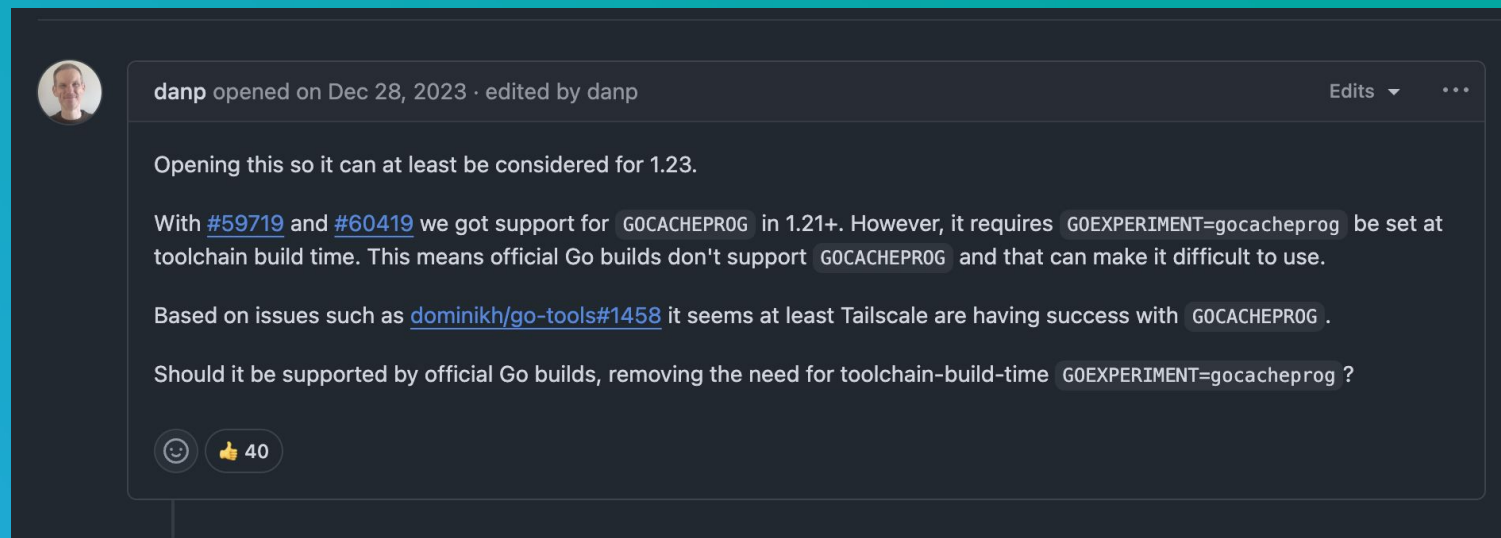 danp opened on Dec 28, 2023 · edited by danp
Edits
Opening this so it can at least be considered for 1.23.
With #59719 and #60419 we got support for GOCACHEPROG in 1.21+. However, it requires GOEXPERIMENT=gocacheprog be set at
toolchain build time. This means official Go builds don't support GOCACHEPROG and that can make it difficult to use.
Based on issues such as dominikh/go-tools#1458 it seems at least Tailscale are having success with GOCACHEPROG.
Should it be supported by official Go builds, removing the need for toolchain-build-time GOEXPERIMENT=gocacheprog?
👍 40